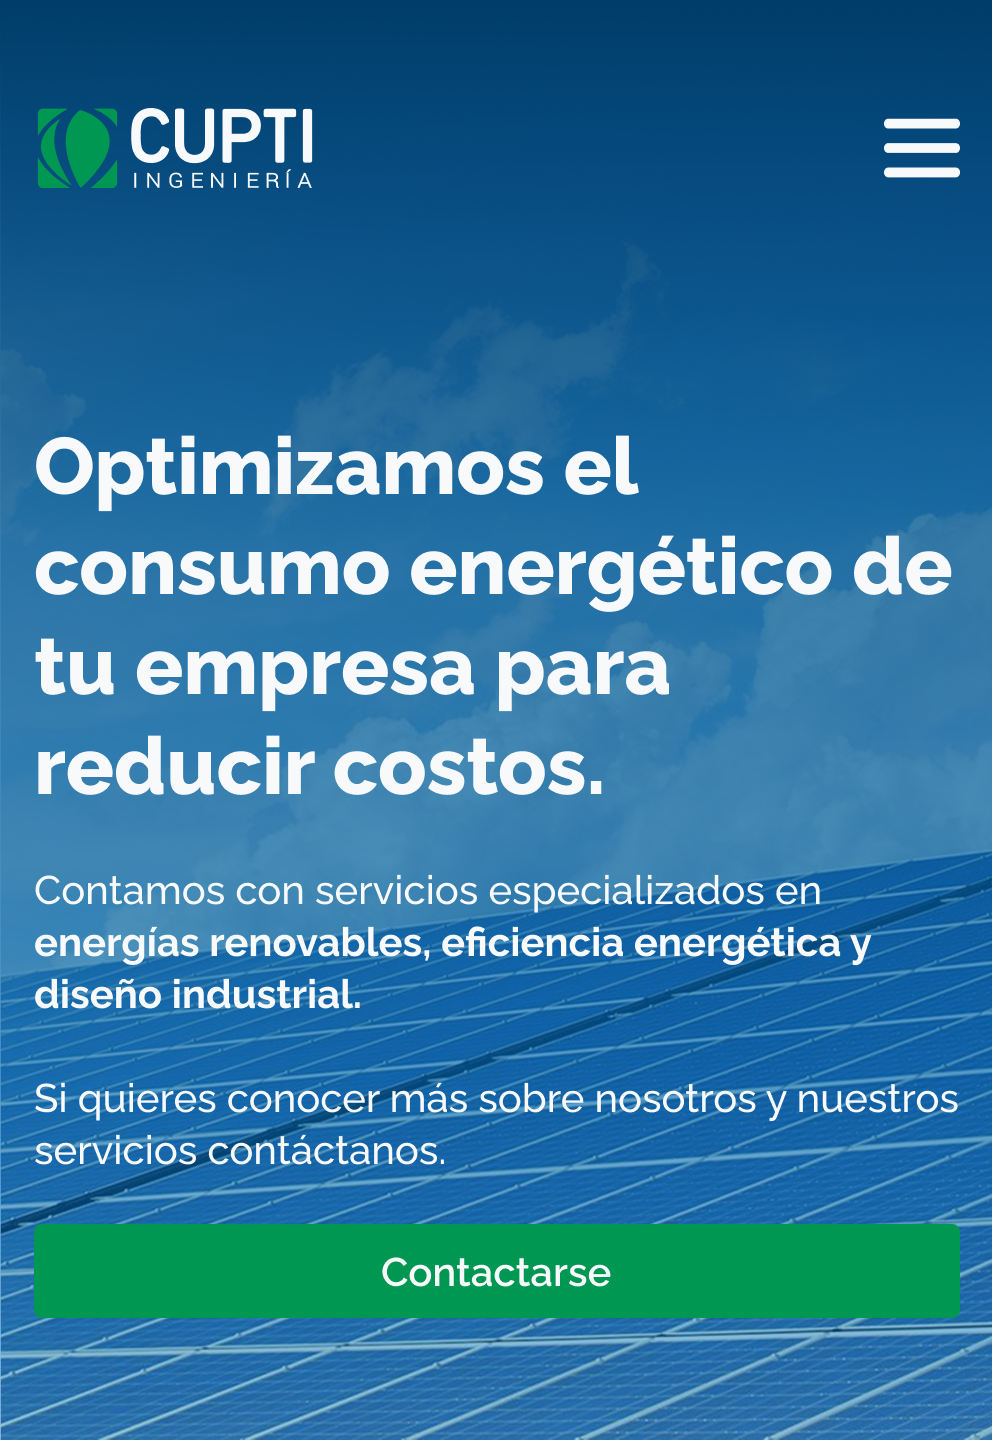 CUPTI
INGENIERÍA
Optimizamos el
consumo energético de
tu empresa para
reducir costos.
Contamos con servicios especializados en
energías renovables, eficiencia energética y
diseño industrial.
Si quieres conocer más sobre nosotros y nuestros
servicios contáctanos.
Contactarse